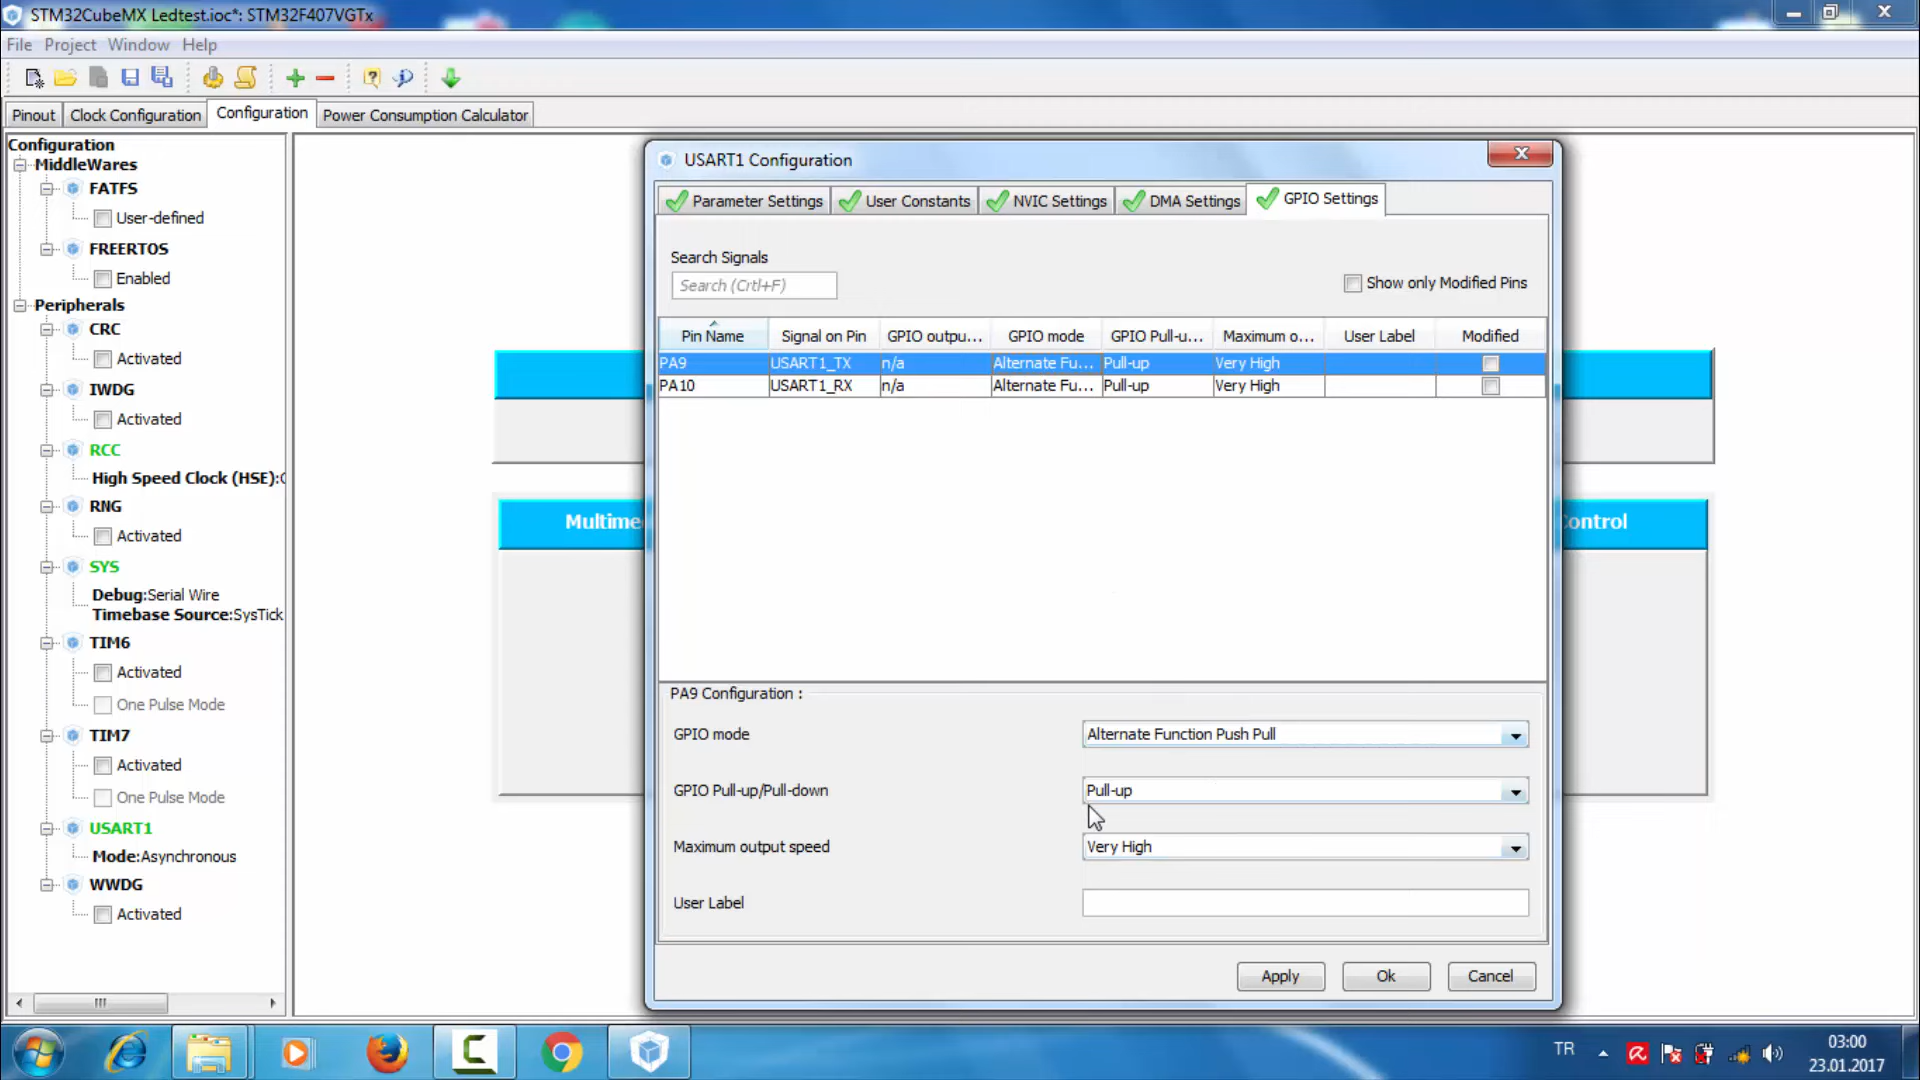 STM32CubeMX Ledtest.ioc*: STM32F407VGTx
File Project Window Help
Pinout Clock Configuration Configuration Power Consumption Calculator
Configuration
MiddleWares
FATFS
User-defined
FREERTOS
Enabled
Peripherals
CRC
Activated
IWDG
Activated
RCC
High Speed Clock (HSE):
RNG
Activated
SYS
Debug:Serial Wire
Timebase Source:SysTick
TIM6
Activated
One Pulse Mode
TIM7
Activated
One Pulse Mode
USART1
Mode:Asynchronous
WWDG
Activated
Multime
Control
USART1 Configuration
Parameter Settings User Constants NVIC Settings DMA Settings GPIO Settings
Search Signals
Search (Crtl+F)
Show only Modified Pins
Pin Name Signal on Pin GPIO outpu... GPIO mode GPIO Pull-u... Maximum o... User Label Modified
PA9 USART1_TX n/a Alternate Fu... Pull-up Very High
PA10 USART1_RX n/a Alternate Fu... Pull-up Very High
PA9 Configuration :
GPIO mode Alternate Function Push Pull
GPIO Pull-up/Pull-down Pull-up
Maximum output speed Very High
User Label
Apply Ok Cancel
TR
03:00
23.01.2017